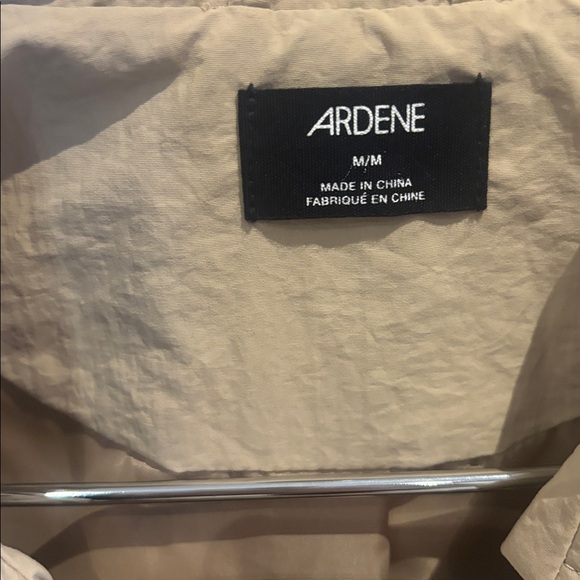 ARDENE
M/M
MADE IN CHINA
FABRIQUÉ EN CHINE